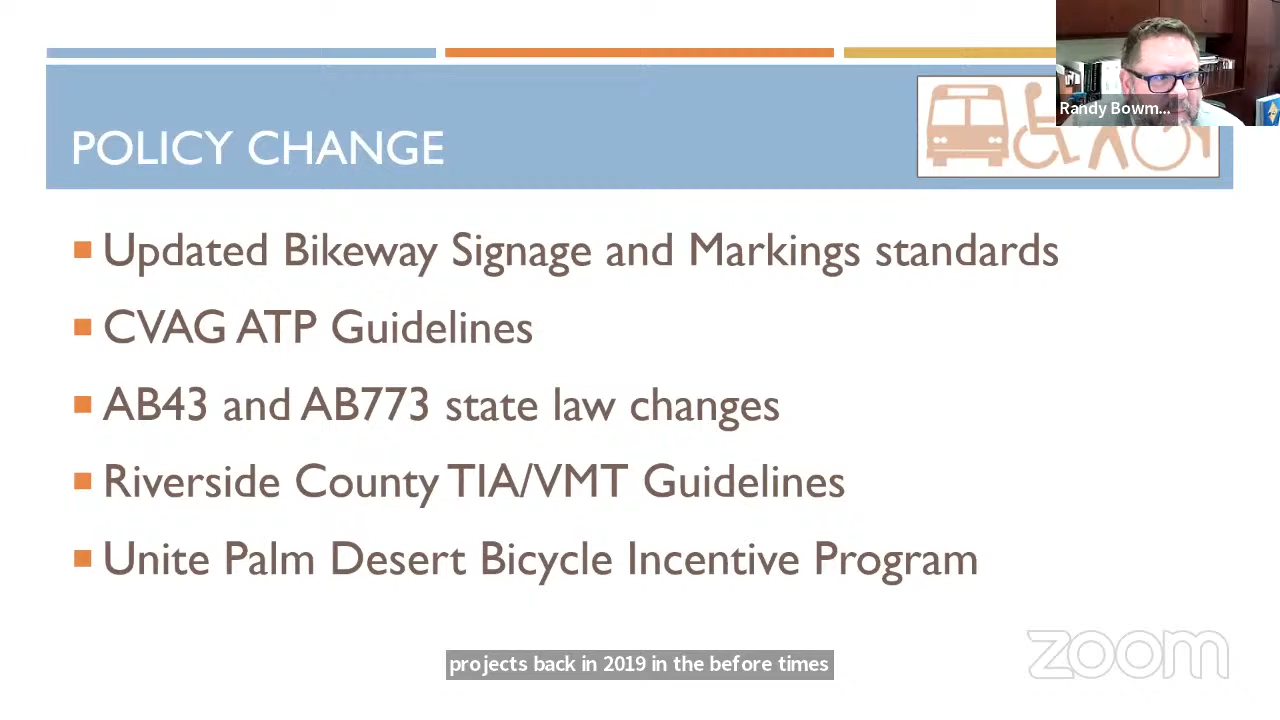 Randy Bowm...
POLICY CHANGE
Updated Bikeway Signage and Markings standards
CVAG ATP Guidelines
AB43 and AB773 state law changes
Riverside County TIA/VMT Guidelines
Unite Palm Desert Bicycle Incentive Program
zoom
projects back in 2019 in the before times